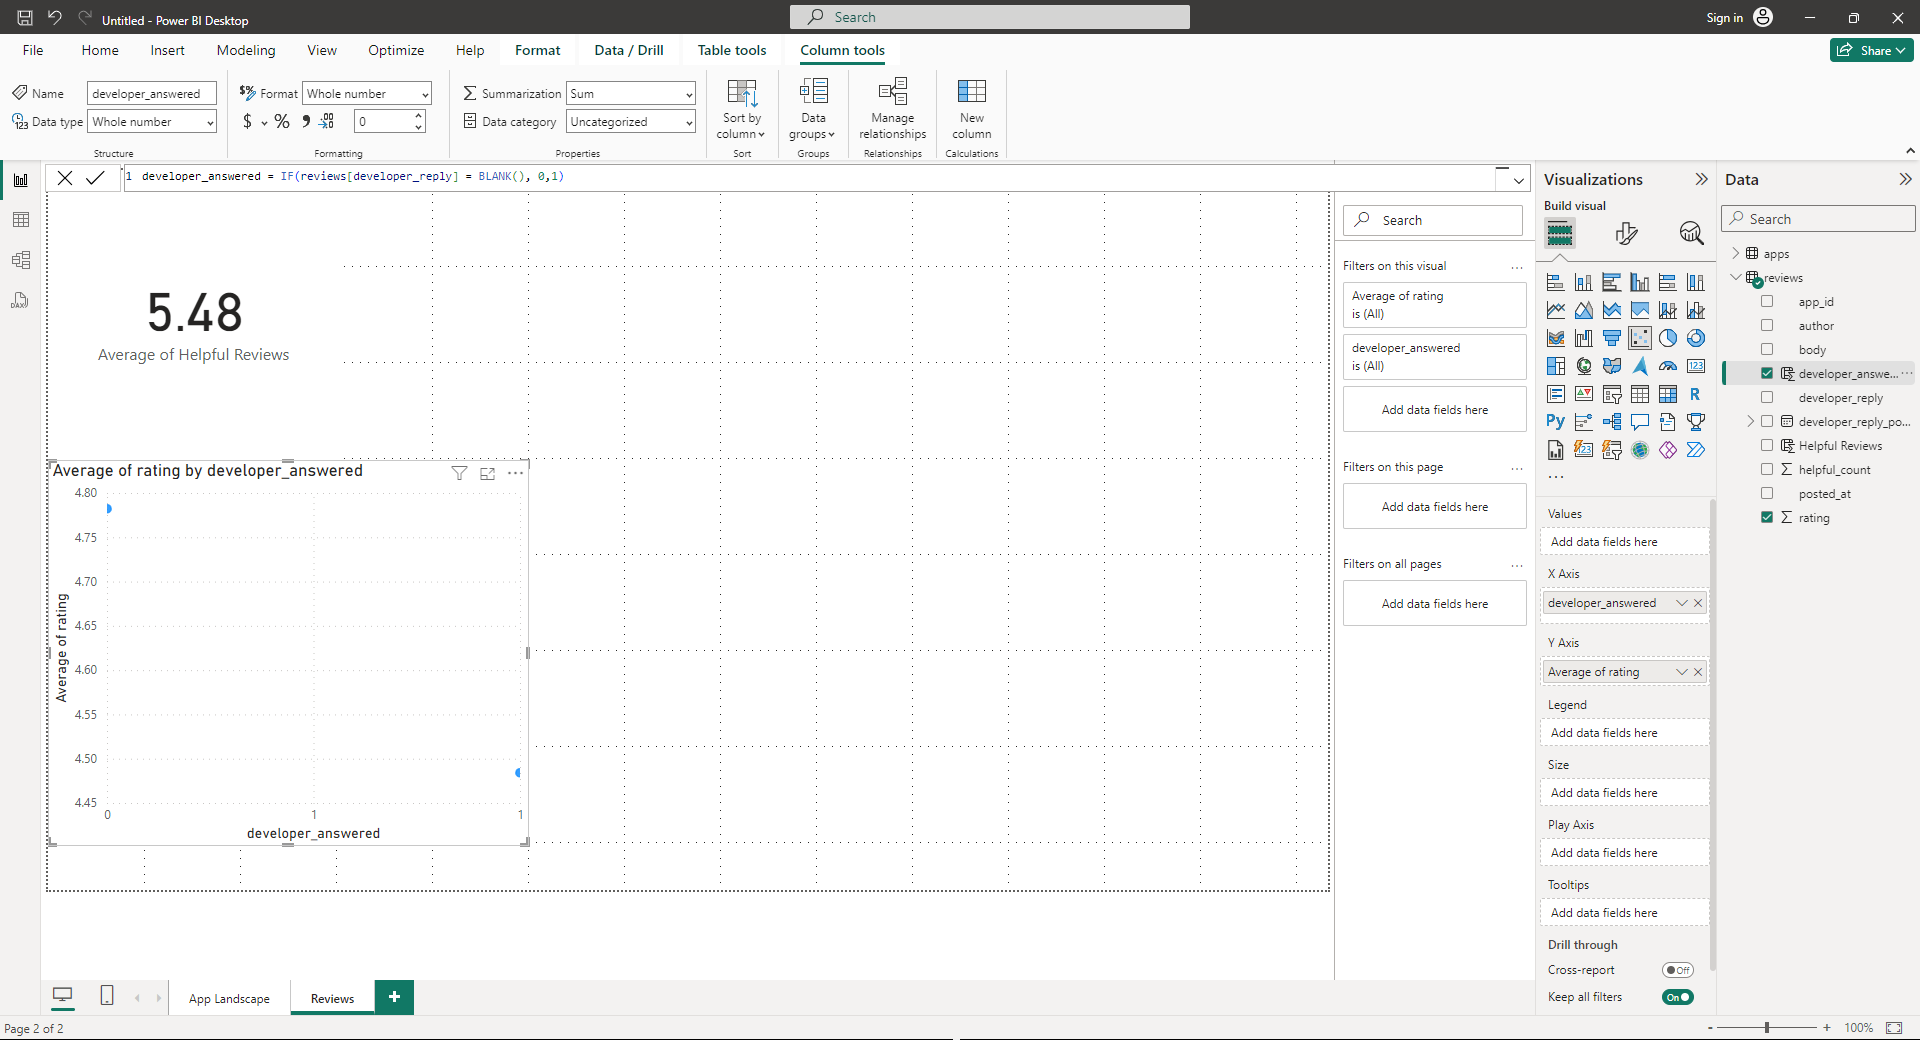 Untitled - Power BI Desktop
Search
Sign in
File
Home
Insert
Modeling
View
Optimize
Help
Format
Data / Drill
Table tools
Column tools
Share
Name
developer_answered
Data type
Whole number
Structure
Format
Whole number
$
%
0
Formatting
Summarization
Sum
Data category
Uncategorized
Properties
Sort by
column
Sort
Data
groups
Groups
Manage
relationships
Relationships
New
column
Calculations
1 developer_answered = IF(reviews[developer_reply] = BLANK(), 0,1)
5.48
Average of Helpful Reviews
Average of rating by developer_answered
4.80
4.75
4.70
4.65
4.60
4.55
4.50
4.45
Average of rating
0
1
1
developer_answered
Search
Filters on this visual
Average of rating
is (All)
developer_answered
is (All)
Add data fields here
Filters on this page
Add data fields here
Filters on all pages
Add data fields here
Visualizations
Build visual
Values
Add data fields here
X Axis
developer_answered
Y Axis
Average of rating
Legend
Add data fields here
Size
Add data fields here
Play Axis
Add data fields here
Tooltips
Add data fields here
Drill through
Cross-report
Off
Keep all filters
On
Data
Search
apps
reviews
app_id
author
body
developer_answe...
developer_reply
developer_reply_po...
Helpful Reviews
helpful_count
posted_at
rating
App Landscape
Reviews
Page 2 of 2
100%